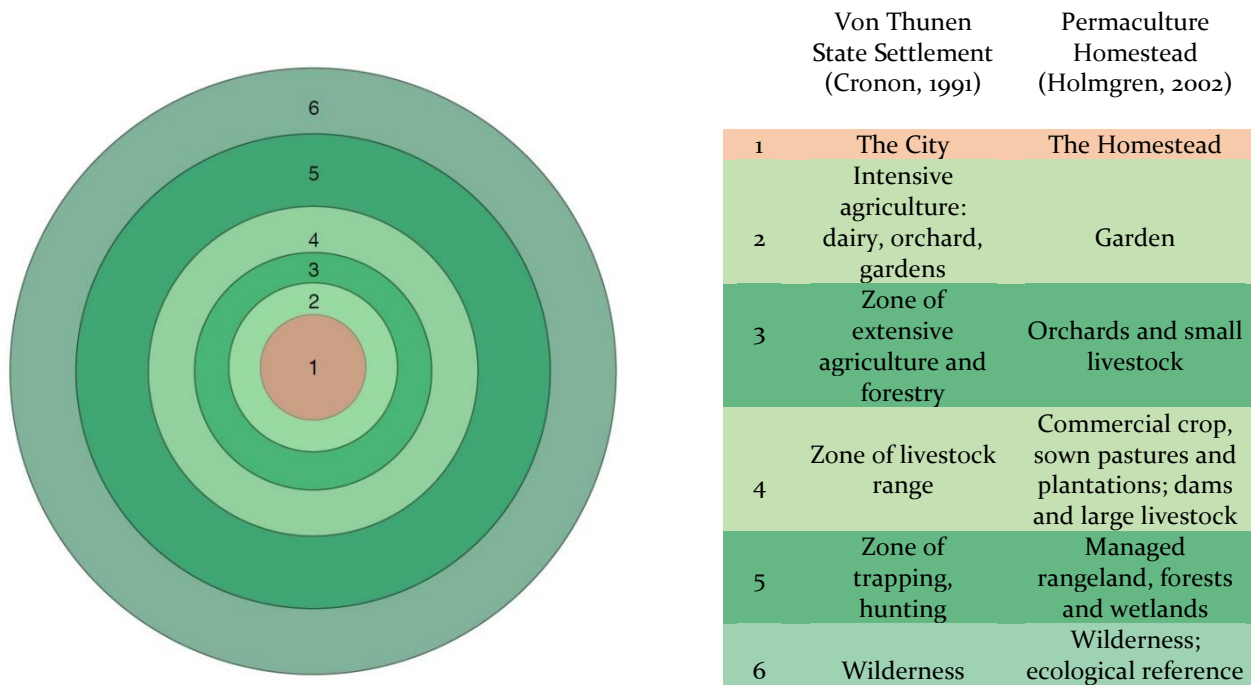 6
5
4
3
2
1
Von Thunen
State Settlement
(Cronon, 1991)
Permaculture
Homestead
(Holmgren, 2002)
1
The City
The Homestead
2
Intensive
agriculture:
dairy, orchard,
gardens
Garden
3
Zone of
extensive
agriculture and
forestry
Orchards and small
livestock
4
Zone of livestock
range
Commercial crop,
sown pastures and
plantations; dams
and large livestock
5
Zone of
trapping,
hunting
Managed
rangeland, forests
and wetlands
6
Wilderness
Wilderness;
ecological reference